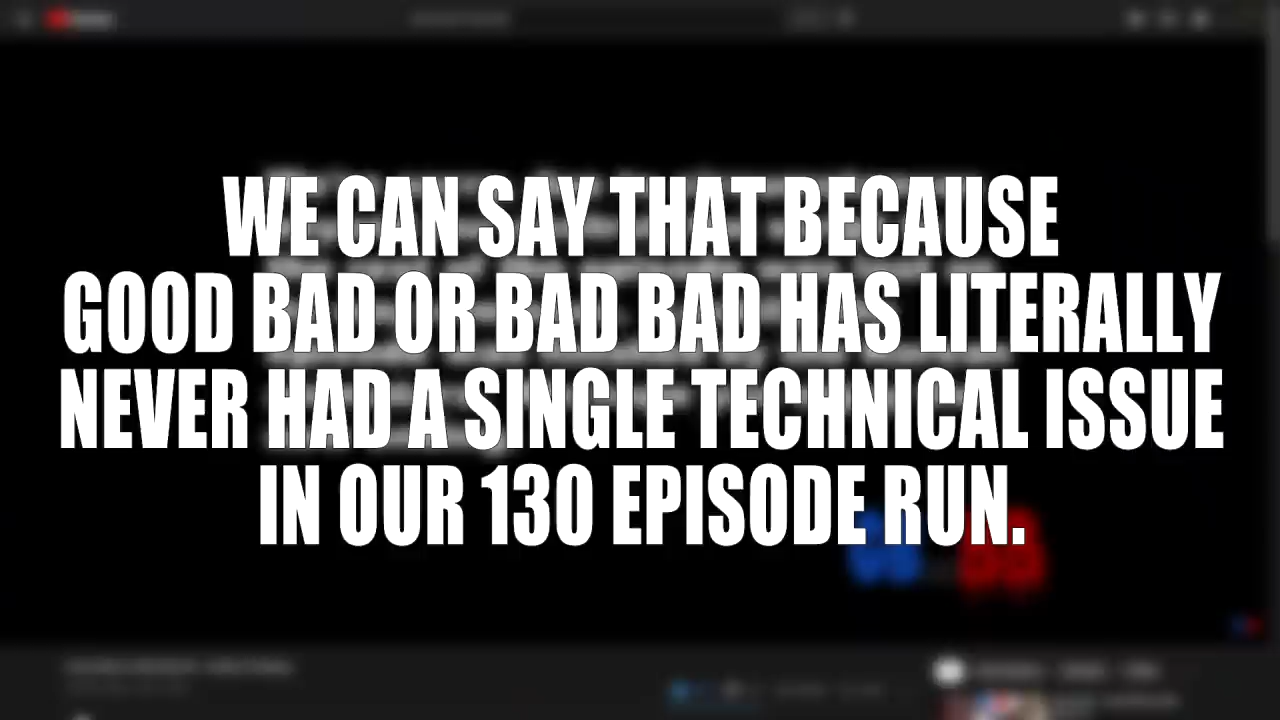 WE CAN SAY THAT BECAUSE
GOOD BAD OR BAD BAD HAS LITERALLY
NEVER HAD A SINGLE TECHNICAL ISSUE
IN OUR 130 EPISODE RUN.